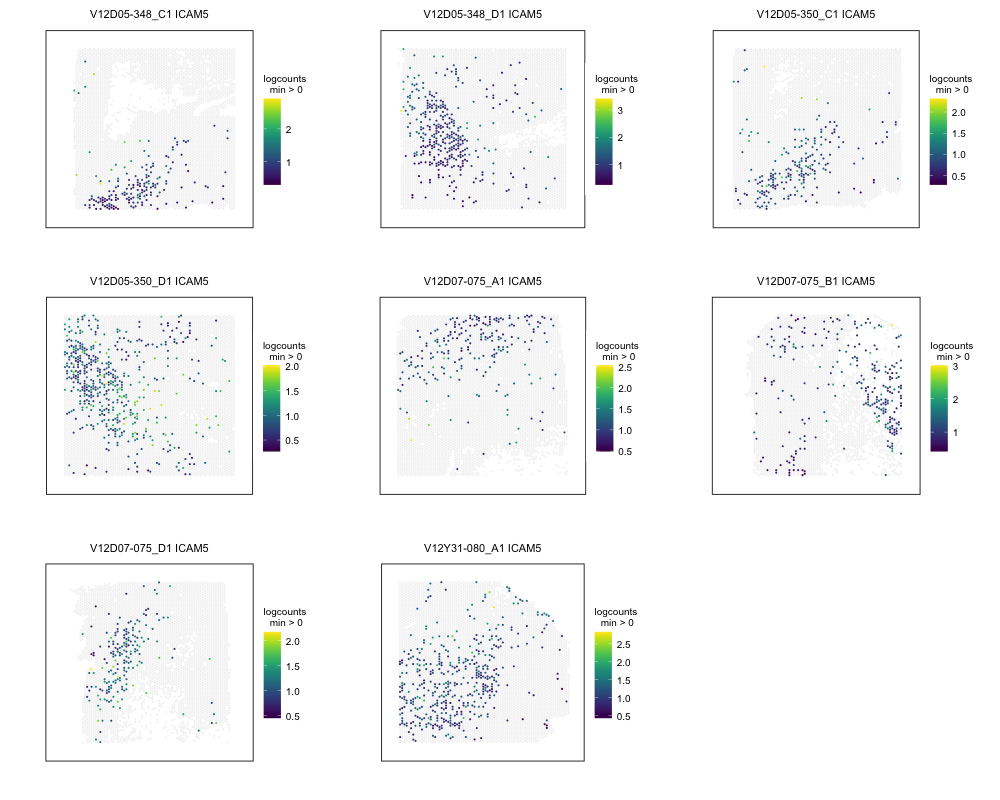 V12D05-348_C1 ICAM5
logcounts
min > 0
2
1
V12D05-348_D1 ICAM5
logcounts
min > 0
3
2
1
V12D05-350_C1 ICAM5
logcounts
min > 0
2.0
1.5
1.0
0.5
V12D05-350_D1 ICAM5
logcounts
min > 0
2.0
1.5
1.0
0.5
V12D07-075_A1 ICAM5
logcounts
min > 0
2.5
2.0
1.5
1.0
0.5
V12D07-075_B1 ICAM5
logcounts
min > 0
3
2
1
V12D07-075_D1 ICAM5
logcounts
min > 0
2.0
1.5
1.0
0.5
V12Y31-080_A1 ICAM5
logcounts
min > 0
2.5
2.0
1.5
1.0
0.5